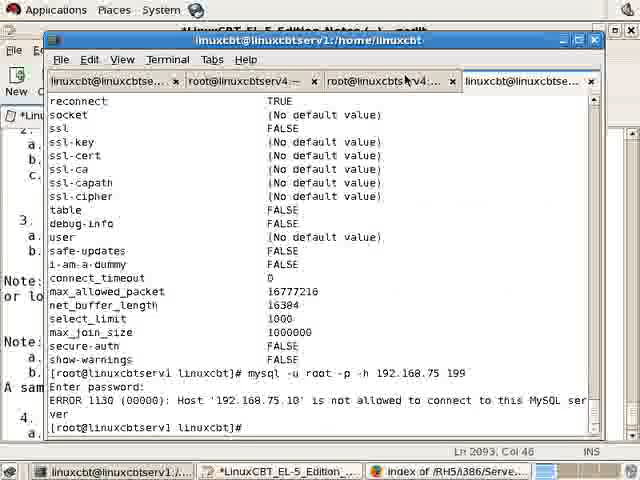 Applications Places System
linuxcbt@linuxcbtserv1:/home/linuxcbt
File Edit View Terminal Tabs Help
linuxcbt@linuxcbtse... root@linuxcbtserv4:~ root@linuxcbtserv4:... linuxcbt@linuxcbtse...
reconnect TRUE
socket (No default value)
ssl FALSE
ssl-key (No default value)
ssl-cert (No default value)
ssl-ca (No default value)
ssl-capath (No default value)
ssl-cipher (No default value)
table FALSE
debug-info FALSE
user (No default value)
safe-updates FALSE
i-am-a-dummy FALSE
connect_timeout 0
max_allowed_packet 16777216
net_buffer_length 16384
select_limit 1000
max_join_size 1000000
secure-auth FALSE
show-warnings FALSE
[root@linuxcbtserv1 linuxcbt]# mysql -u root -p -h 192.168.75 199
Enter password:
ERROR 1130 (00000): Host '192.168.75.10' is not allowed to connect to this MySQL ser
ver
[root@linuxcbtserv1 linuxcbt]#
File
New
*Linu
2.
a.
b.
c.
3.
a.
b.
Note:
or lo
Note:
a.
b.
A sam
4.
a.
Ln 2093, Col 46 INS
linuxcbt@linuxcbtserv1:/... *LinuxCBT_EL-5_Edition_... Index of /RH5/i386/Serve...